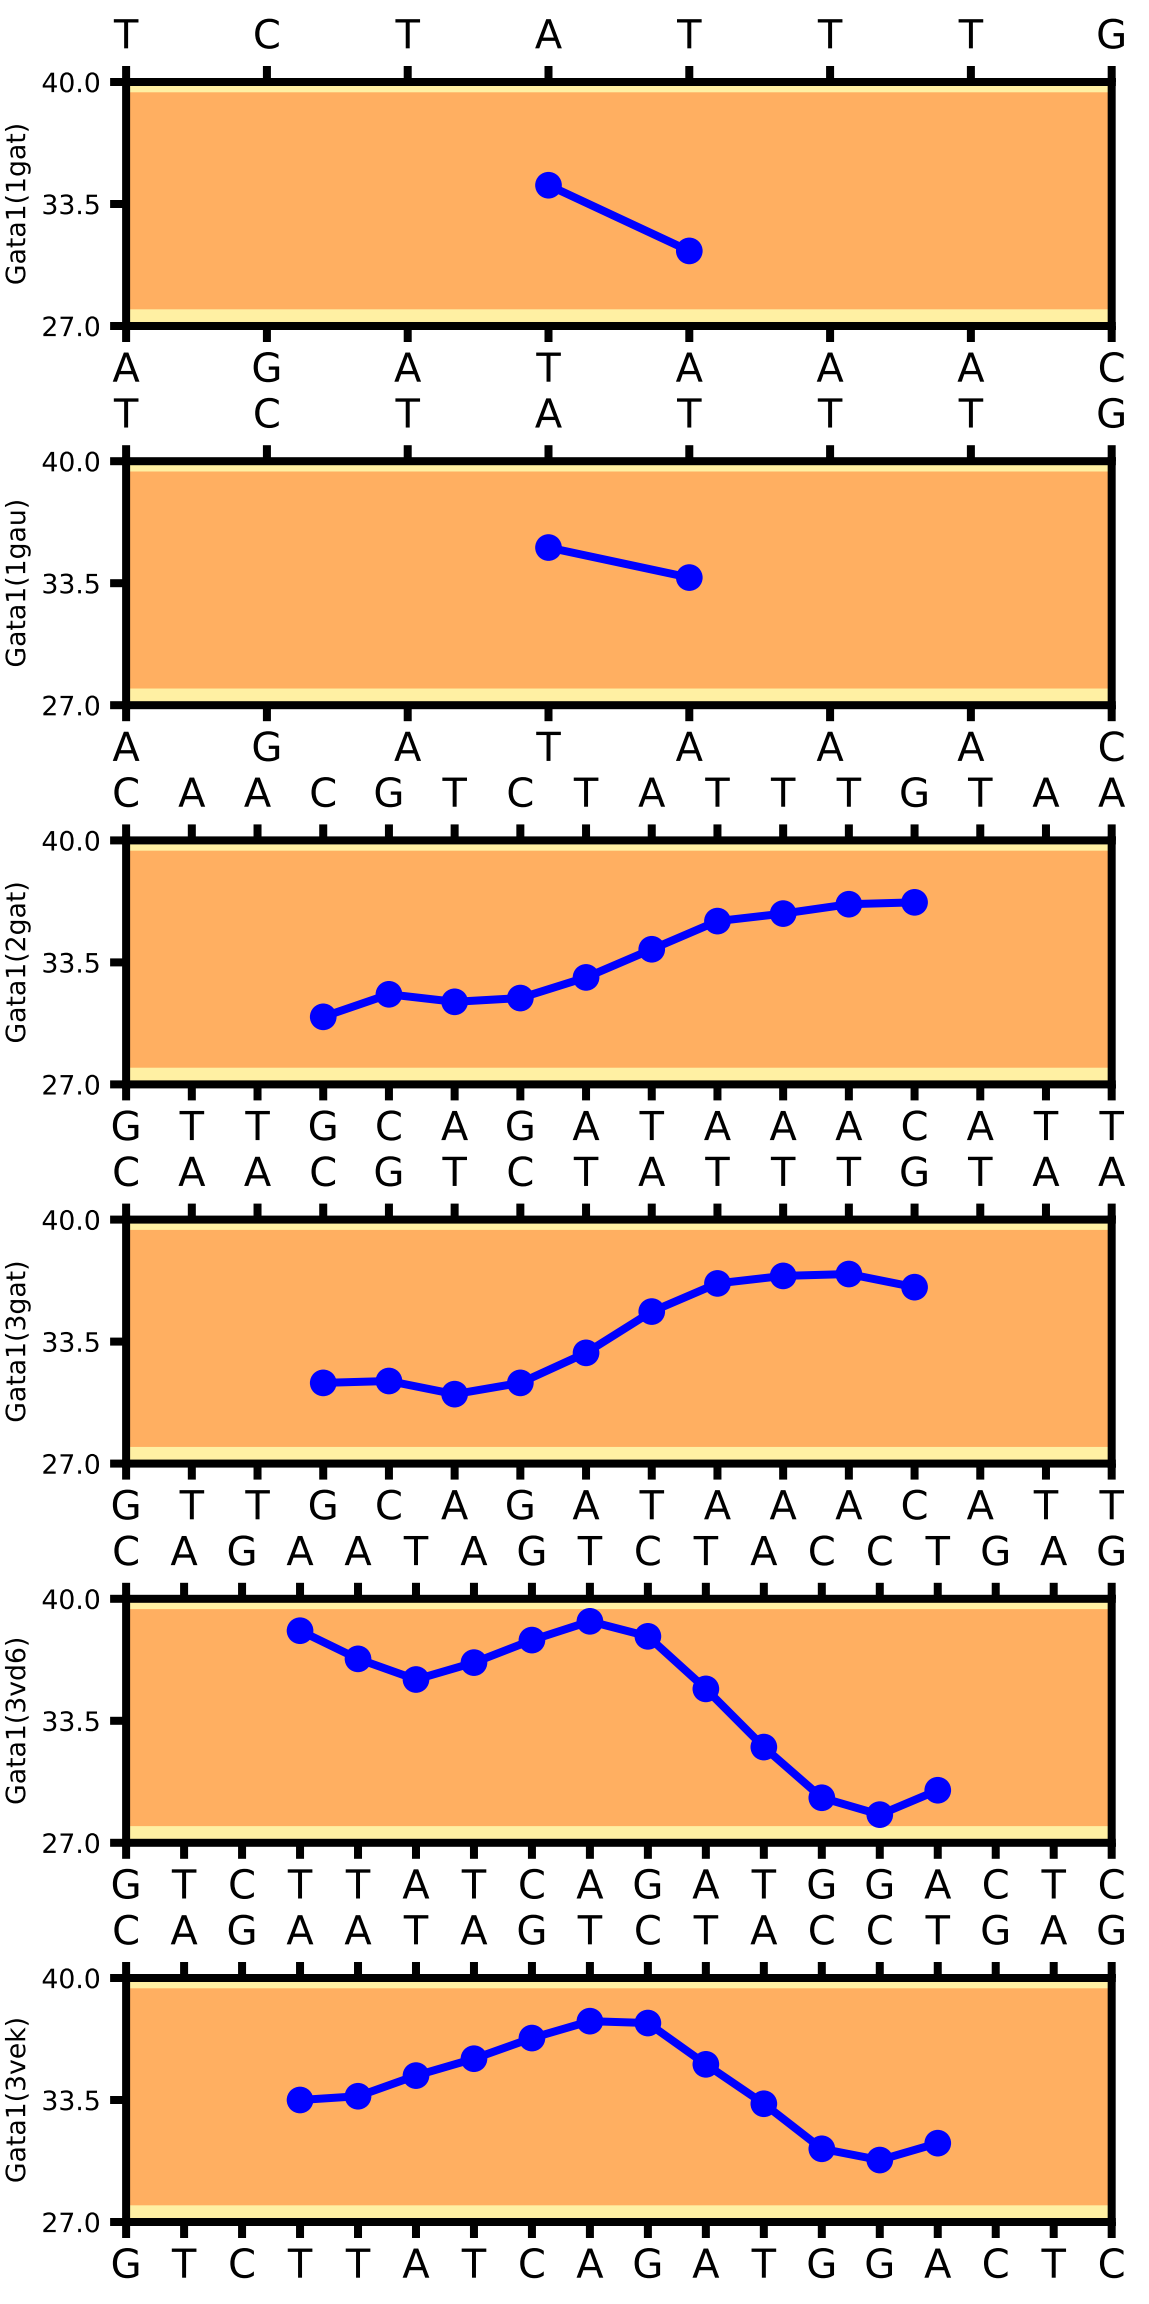 T C T A T T T G
40.0
Gata1(1gat)
33.5
27.0
A G A T A A A C
T C T A T T T G
40.0
Gata1(1gau)
33.5
27.0
A G A T A A A C
C A A C G T C T A T T T G T A A
40.0
Gata1(2gat)
33.5
27.0
G T T G C A G A T A A A C A T T
C A A C G T C T A T T T G T A A
40.0
Gata1(3gat)
33.5
27.0
G T T G C A G A T A A A C A T T
C A G A A T A G T C T A C C T G A G
40.0
Gata1(3vd6)
33.5
27.0
G T C T T A T C A G A T G G A C T C
C A G A A T A G T C T A C C T G A G
40.0
Gata1(3vek)
33.5
27.0
G T C T T A T C A G A T G G A C T C